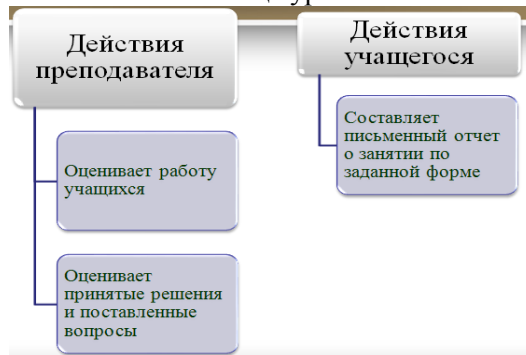 Действия
преподавателя
Оценивает работу
учащихся
Оценивает
принятые решения
и поставленные
вопросы
Действия
учащегося
Составляет
письменный отчет
о занятии по
заданной форме